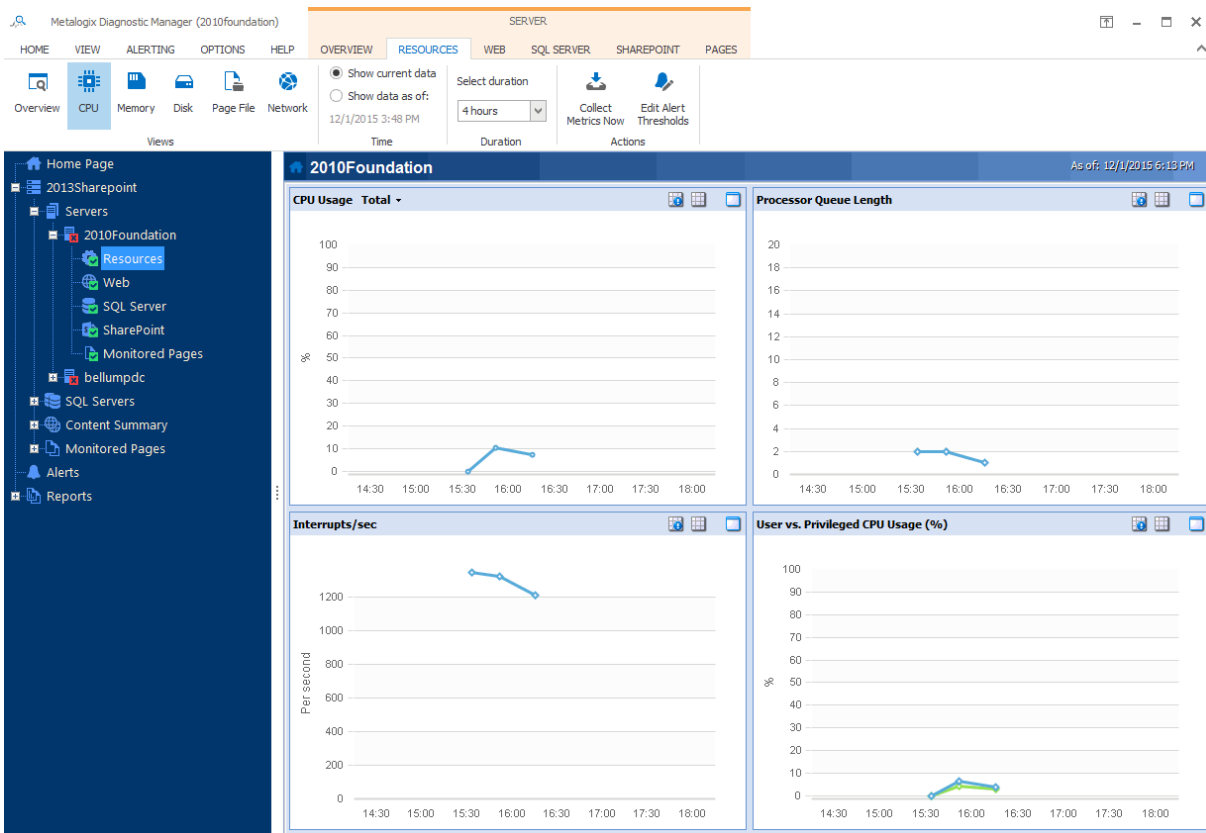 Metalogix Diagnostic Manager (2010foundation)
SERVER
HOME VIEW ALERTING OPTIONS HELP OVERVIEW RESOURCES WEB SQL SERVER SHAREPOINT PAGES
Overview CPU Memory Disk Page File Network
Views
Show current data
Show data as of:
12/1/2015 3:48 PM
Time
Select duration
4 hours
Duration
Collect Metrics Now
Edit Alert Thresholds
Actions
Home Page
2013Sharepoint
Servers
2010Foundation
Resources
Web
SQL Server
SharePoint
Monitored Pages
bellumpdc
SQL Servers
Content Summary
Monitored Pages
Alerts
Reports
2010Foundation As of: 12/1/2015 6:13 PM
CPU Usage Total
100
90
80
70
60
50
40
30
20
10
0
%
14:30 15:00 15:30 16:00 16:30 17:00 17:30 18:00
Processor Queue Length
20
18
16
14
12
10
8
6
4
2
0
14:30 15:00 15:30 16:00 16:30 17:00 17:30 18:00
Interrupts/sec
1200
1000
800
600
400
200
0
Per second
14:30 15:00 15:30 16:00 16:30 17:00 17:30 18:00
User vs. Privileged CPU Usage (%)
100
90
80
70
60
50
40
30
20
10
0
%
14:30 15:00 15:30 16:00 16:30 17:00 17:30 18:00